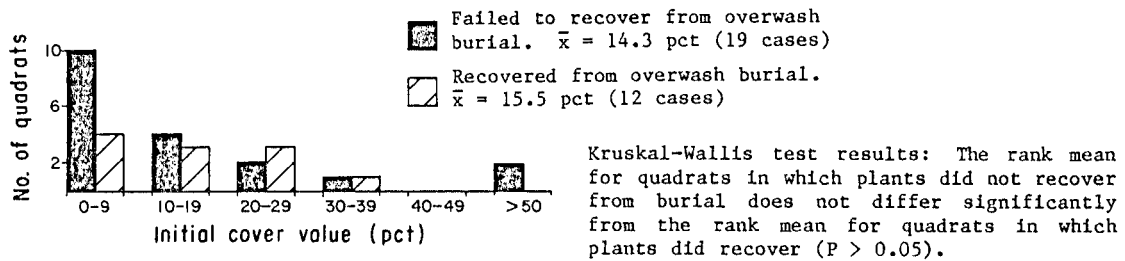 Failed to recover from overwash
burial. x̄ = 14.3 pct (19 cases)
Recovered from overwash burial.
x̄ = 15.5 pct (12 cases)
No. of quadrats
10
6
2
0-9 10-19 20-29 30-39 40-49 >50
Initial cover value (pct)
Kruskal-Wallis test results: The rank mean
for quadrats in which plants did not recover
from burial does not differ significantly
from the rank mean for quadrats in which
plants did recover (P > 0.05).